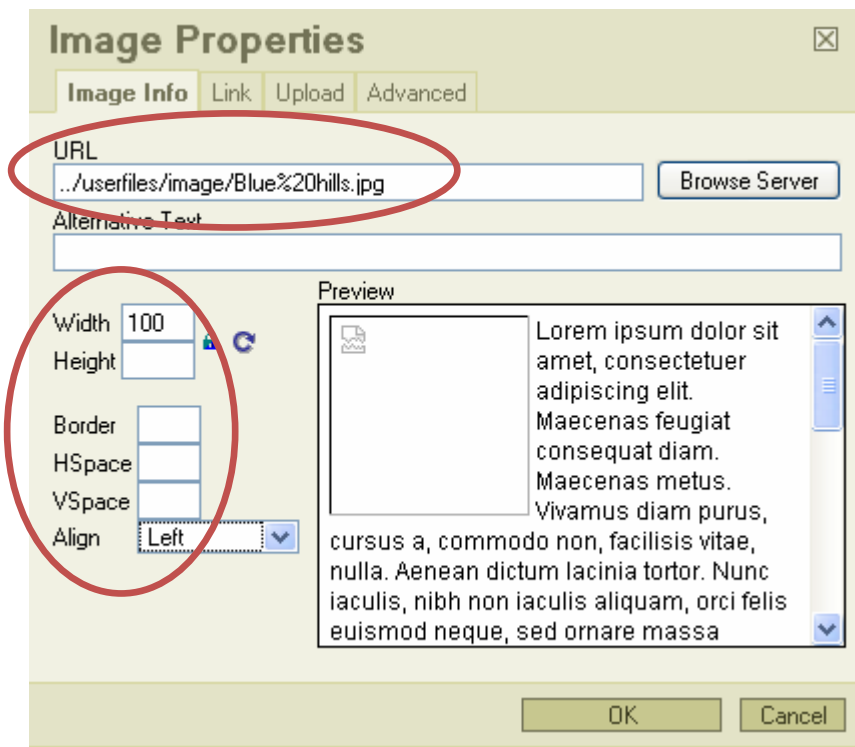 Image Properties
Image Info Link Upload Advanced
URL
../userfiles/image/Blue%20hills.jpg Browse Server
Alternative Text
Preview
Width 100
Height
Border
HSpace
VSpace
Align Left
Lorem ipsum dolor sit
amet, consectetuer
adipiscing elit.
Maecenas feugiat
consequat diam.
Maecenas metus.
Vivamus diam purus,
cursus a, commodo non, facilisis vitae,
nulla. Aenean dictum lacinia tortor. Nunc
iaculis, nibh non iaculis aliquam, orci felis
euismod neque, sed ornare massa
OK Cancel